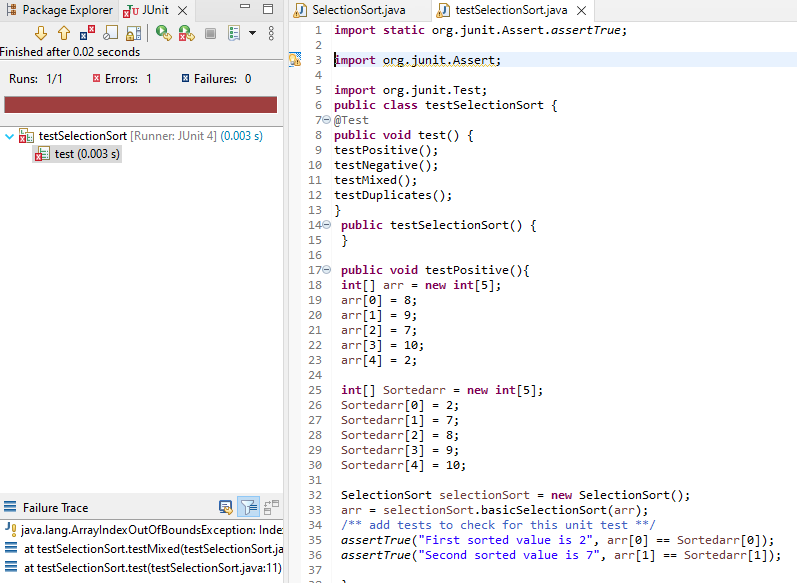 Package Explorer
JUnit
Finished after 0.02 seconds
Runs: 1/1
Errors: 1
Failures: 0
testSelectionSort [Runner: JUnit 4] (0.003 s)
test (0.003 s)
Failure Trace
java.lang.ArrayIndexOutOfBoundsException: Inde
at testSelectionSort.testMixed(testSelectionSort.ja
at testSelectionSort.test(testSelectionSort.java:11)
SelectionSort.java
testSelectionSort.java
1 import static org.junit.Assert.assertTrue;
2
3 import org.junit.Assert;
4
5 import org.junit.Test;
6 public class testSelectionSort {
7 @Test
8 public void test() {
9 testPositive();
10 testNegative();
11 testMixed();
12 testDuplicates();
13 }
14 public testSelectionSort() {
15 }
16
17 public void testPositive(){
18 int[] arr = new int[5];
19 arr[0] = 8;
20 arr[1] = 9;
21 arr[2] = 7;
22 arr[3] = 10;
23 arr[4] = 2;
24
25 int[] Sortedarr = new int[5];
26 Sortedarr[0] = 2;
27 Sortedarr[1] = 7;
28 Sortedarr[2] = 8;
29 Sortedarr[3] = 9;
30 Sortedarr[4] = 10;
31
32 SelectionSort selectionSort = new SelectionSort();
33 arr = selectionSort.basicSelectionSort(arr);
34 /** add tests to check for this unit test **/
35 assertTrue("First sorted value is 2", arr[0] == Sortedarr[0]);
36 assertTrue("Second sorted value is 7", arr[1] == Sortedarr[1]);
37